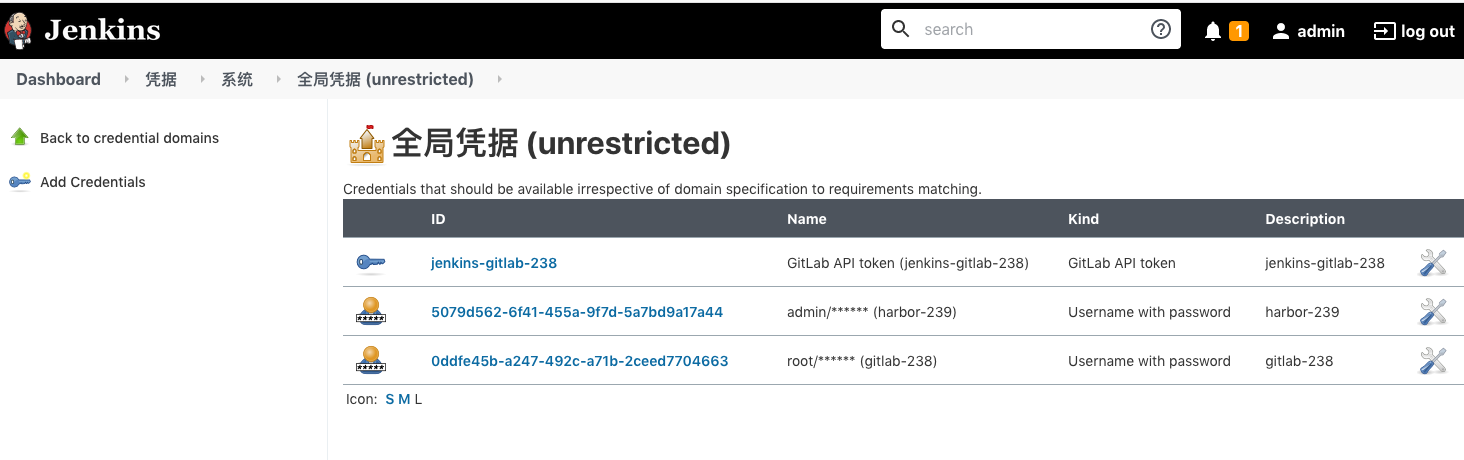 Jenkins search 1 admin log out
Dashboard 凭据 系统 全局凭据 (unrestricted)
Back to credential domains
Add Credentials
全局凭据 (unrestricted)
Credentials that should be available irrespective of domain specification to requirements matching.
ID Name Kind Description
jenkins-gitlab-238 GitLab API token (jenkins-gitlab-238) GitLab API token jenkins-gitlab-238
5079d562-6f41-455a-9f7d-5a7bd9a17a44 admin/****** (harbor-239) Username with password harbor-239
0ddfe45b-a247-492c-a71b-2ceed7704663 root/****** (gitlab-238) Username with password gitlab-238
Icon: S M L